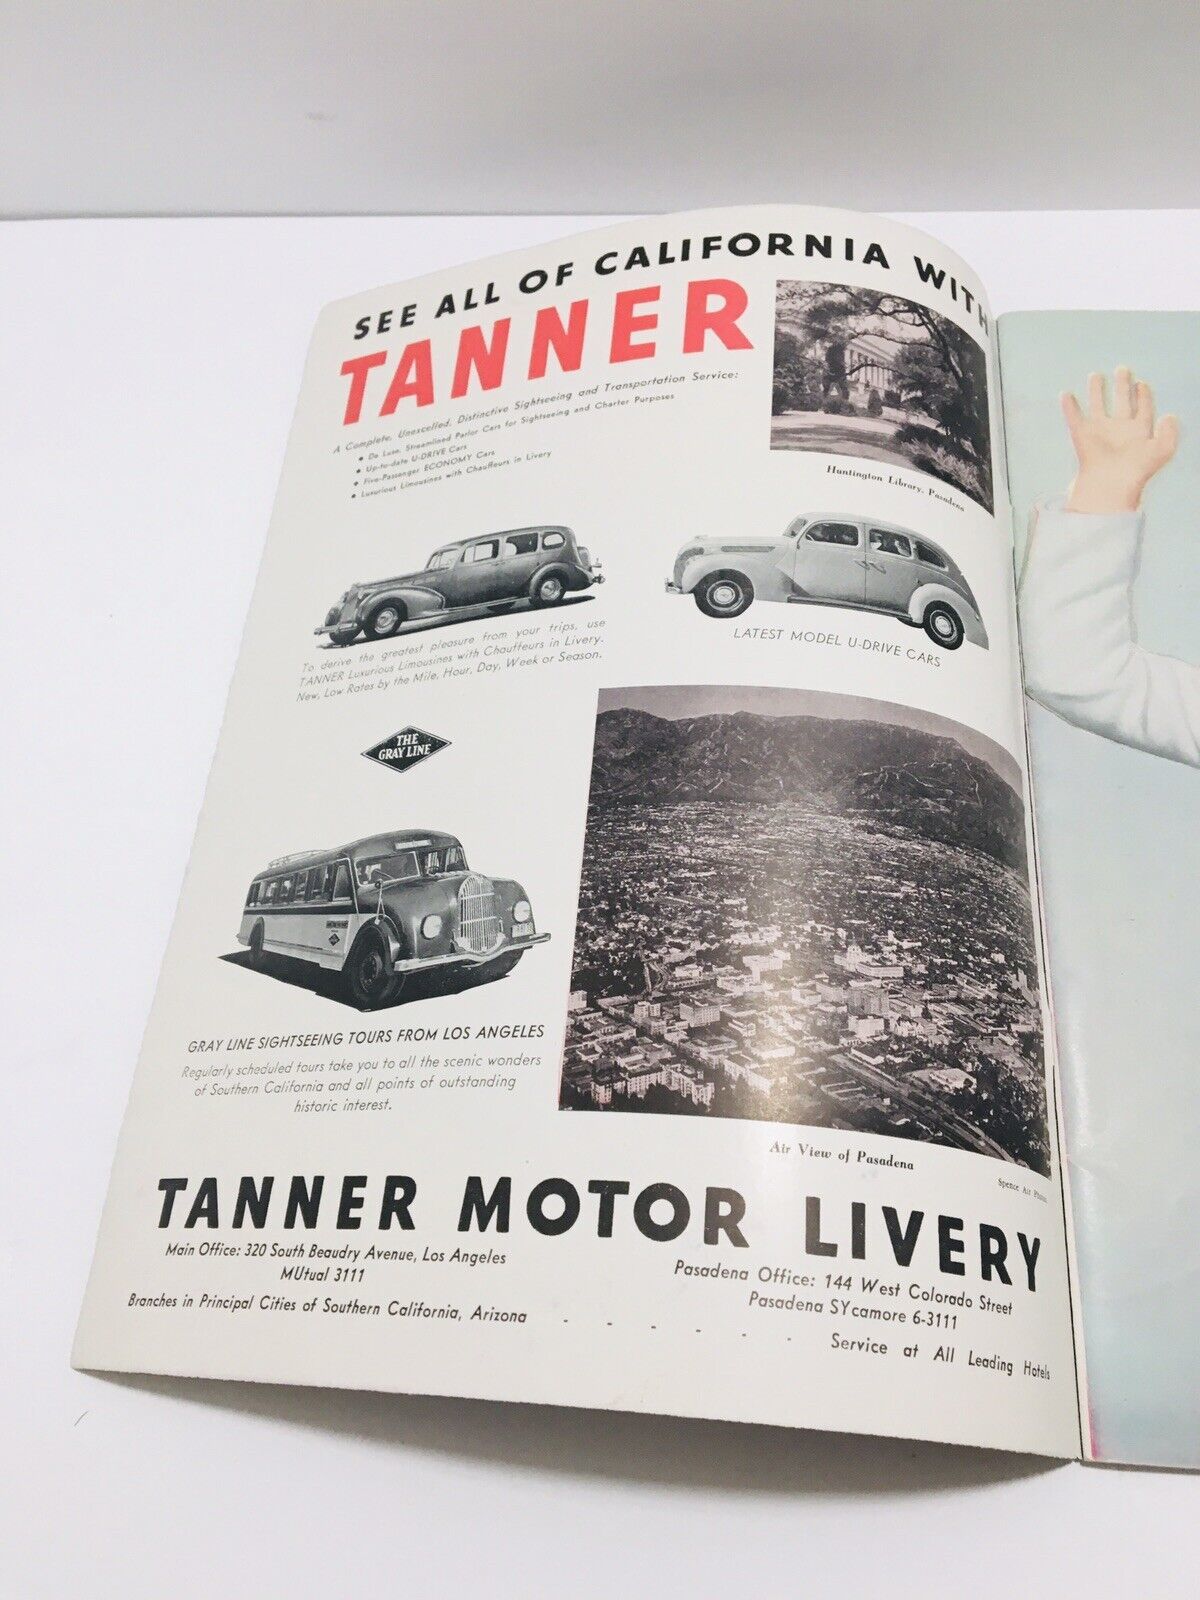 SEE ALL OF CALIFORNIA WITH
TANNER
A Complete, Unexcelled, Distinctive Sightseeing and Transportation Service:
• De Luxe, Streamlined Parlor Cars for Sightseeing and Charter Purposes
• Up-to-date U-DRIVE Cars
• Five-Passenger ECONOMY Cars
• Luxurious Limousines with Chauffeurs in Livery
Huntington Library, Pasadena
To derive the greatest pleasure from your trips, use
TANNER Luxurious Limousines with Chauffeurs in Livery.
New, Low Rates by the Mile, Hour, Day, Week or Season.
LATEST MODEL U-DRIVE CARS
THE
GRAY LINE
GRAY LINE SIGHTSEEING TOURS FROM LOS ANGELES
Regularly scheduled tours take you to all the scenic wonders
of Southern California and all points of outstanding
historic interest.
Air View of Pasadena
Spence Air Photos
TANNER MOTOR LIVERY
Main Office: 320 South Beaudry Avenue, Los Angeles
MUtual 3111
Pasadena Office: 144 West Colorado Street
Pasadena SYcamore 6-3111
Branches in Principal Cities of Southern California, Arizona - - - - - - Service at All Leading Hotels